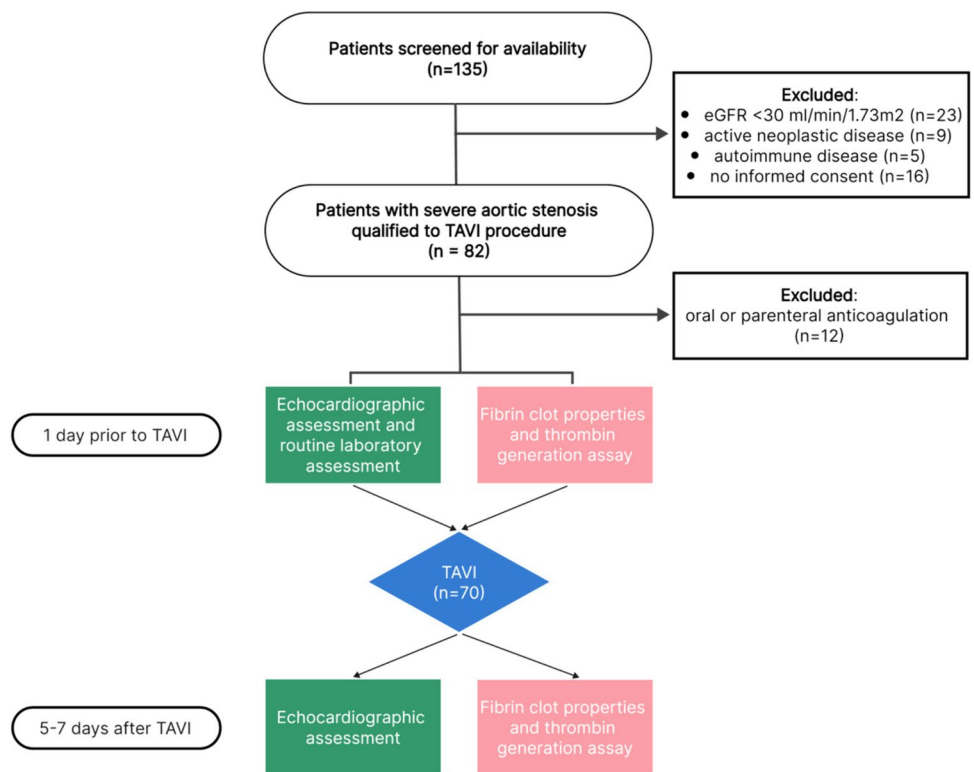 Patients screened for availability
(n=135)
Excluded:
• eGFR <30 ml/min/1.73m2 (n=23)
• active neoplastic disease (n=9)
• autoimmune disease (n=5)
• no informed consent (n=16)
Patients with severe aortic stenosis
qualified to TAVI procedure
(n = 82)
Excluded:
oral or parenteral anticoagulation
(n=12)
1 day prior to TAVI
Echocardiographic
assessment and
routine laboratory
assessment
Fibrin clot properties
and thrombin
generation assay
TAVI
(n=70)
5-7 days after TAVI
Echocardiographic
assessment
Fibrin clot properties
and thrombin
generation assay